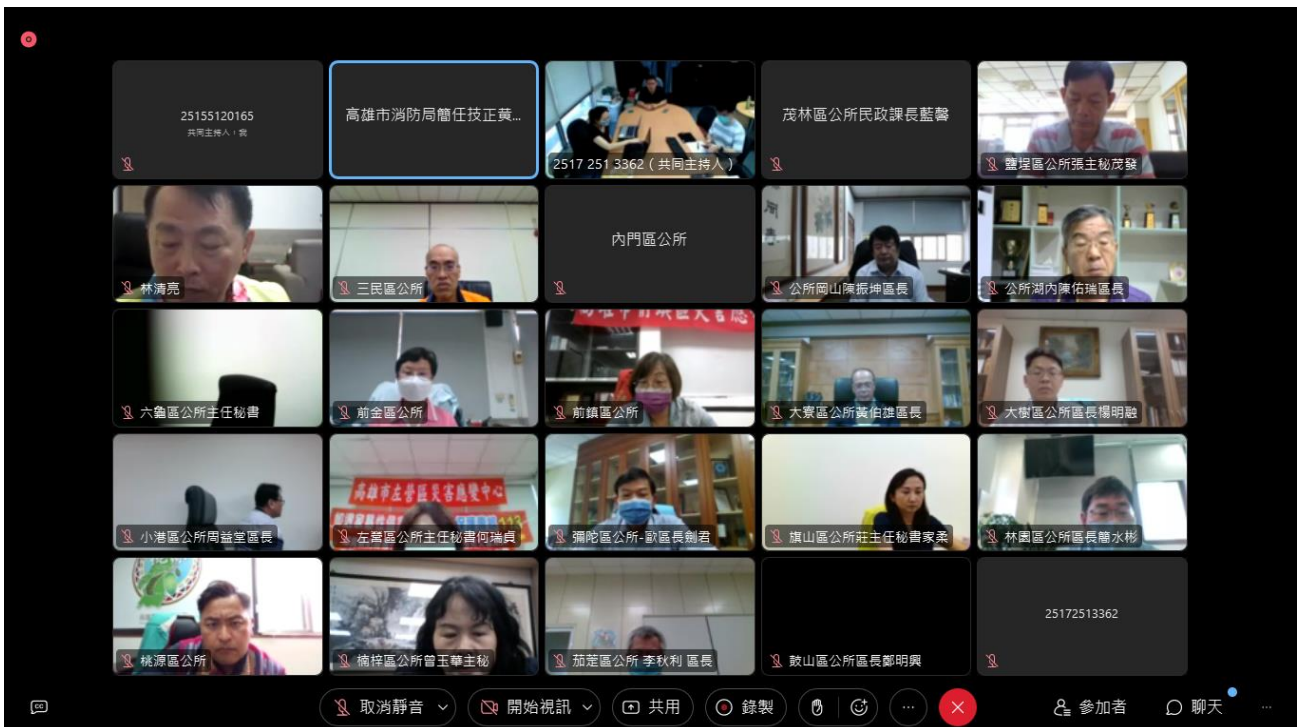 25155120165
共同主持人,我
高雄市消防局簡任技正黃...
2517 251 3362（共同主持人）
茂林區公所民政課長藍馨
鹽埕區公所張主秘茂發
林清亮
三民區公所
內門區公所
公所岡山陳振坤區長
公所湖內陳佑瑞區長
六龜區公所主任秘書
前金區公所
前鎮區公所
大寮區公所黃伯雄區長
大樹區公所區長楊明融
小港區公所周益堂區長
高雄市左營區災害應變中心
左營區公所主任秘書何瑞貞
彌陀區公所-歐區長劍君
旗山區公所莊主任秘書家柔
林園區公所區長簡水彬
桃源區公所
楠梓區公所曾玉華主秘
茄萣區公所 李秋利 區長
鼓山區公所區長鄭明興
25172513362
CC
取消靜音
開始視訊
共用
錄製
...
參加者
聊天
...